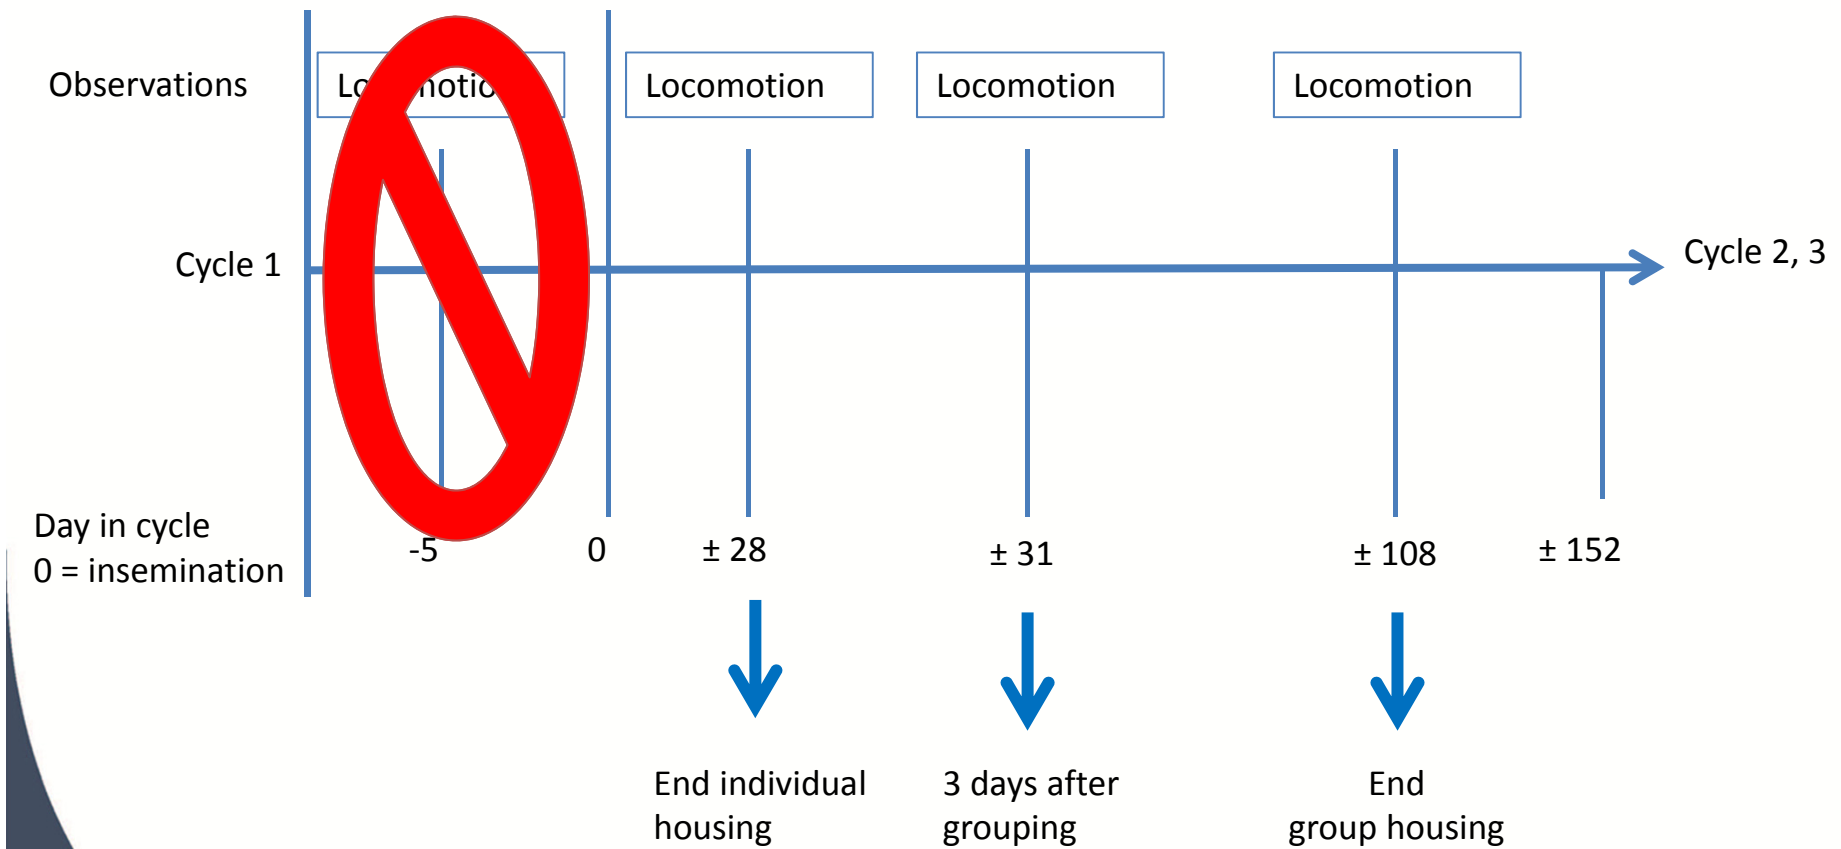 Observations
Locomotion
Locomotion
Locomotion
Cycle 1
Cycle 2, 3
Day in cycle
0 = insemination
-5
0
± 28
± 31
± 108
± 152
End individual
housing
3 days after
grouping
End
group housing